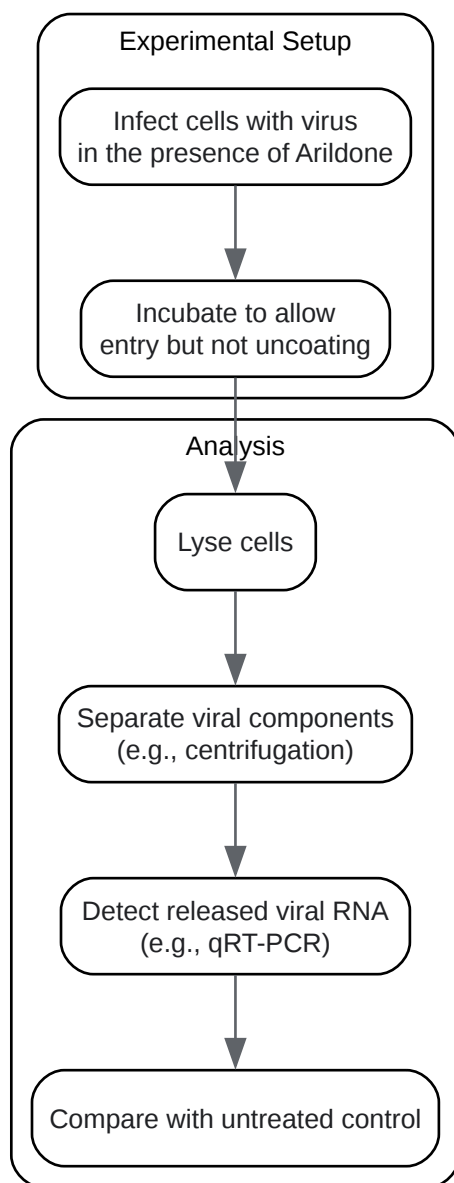 Experimental Setup
Infect cells with virus
in the presence of Arildone
Incubate to allow
entry but not uncoating
Analysis
Lyse cells
Separate viral components
(e.g., centrifugation)
Detect released viral RNA
(e.g., qRT-PCR)
Compare with untreated control